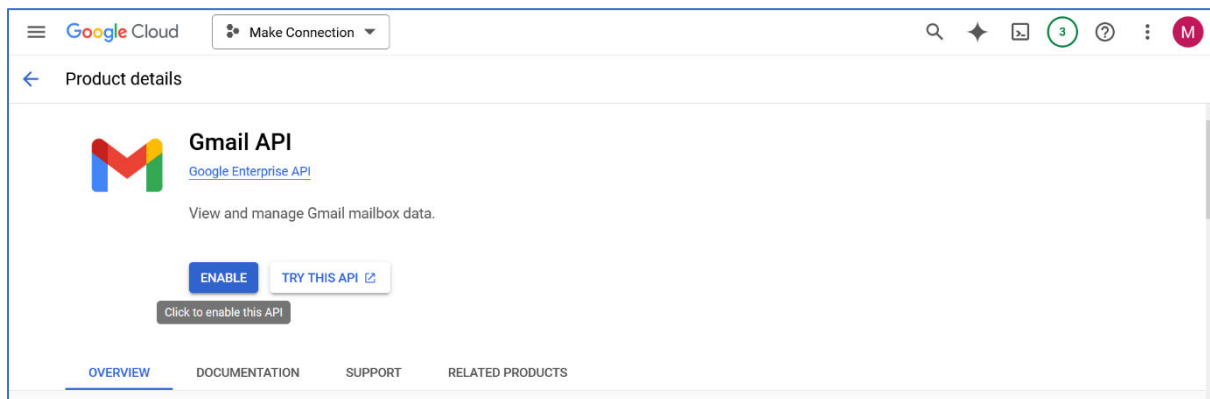 Google Cloud Make Connection 3 M
Product details
Gmail API
Google Enterprise API
View and manage Gmail mailbox data.
ENABLE TRY THIS API
Click to enable this API
OVERVIEW DOCUMENTATION SUPPORT RELATED PRODUCTS